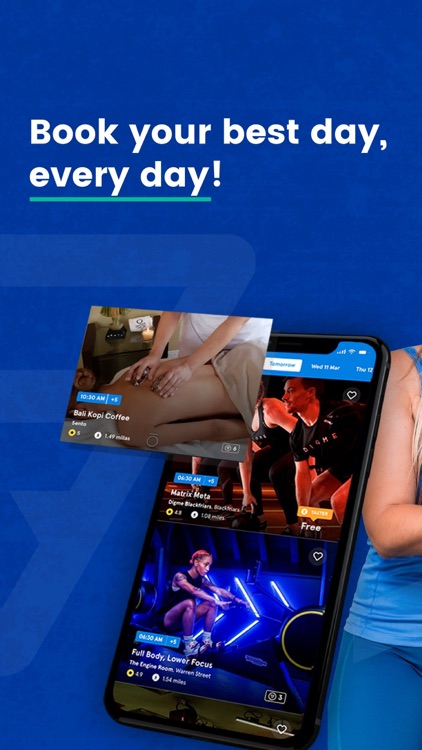 Book your best day,
every day!
Tomorrow
Wed 11 Mar
Thu 12
10:30 AM +5
Bali Kopi Coffee
Sento
5 1.49 miles
8
DIGME
06:30 AM +5
Matrix Meta
Digme Blackfriars, Blackfriars
4.8 1.08 miles
TASTER
Free
06:30 AM +5
Full Body, Lower Focus
The Engine Room, Warren Street
4.9 1.54 miles
3